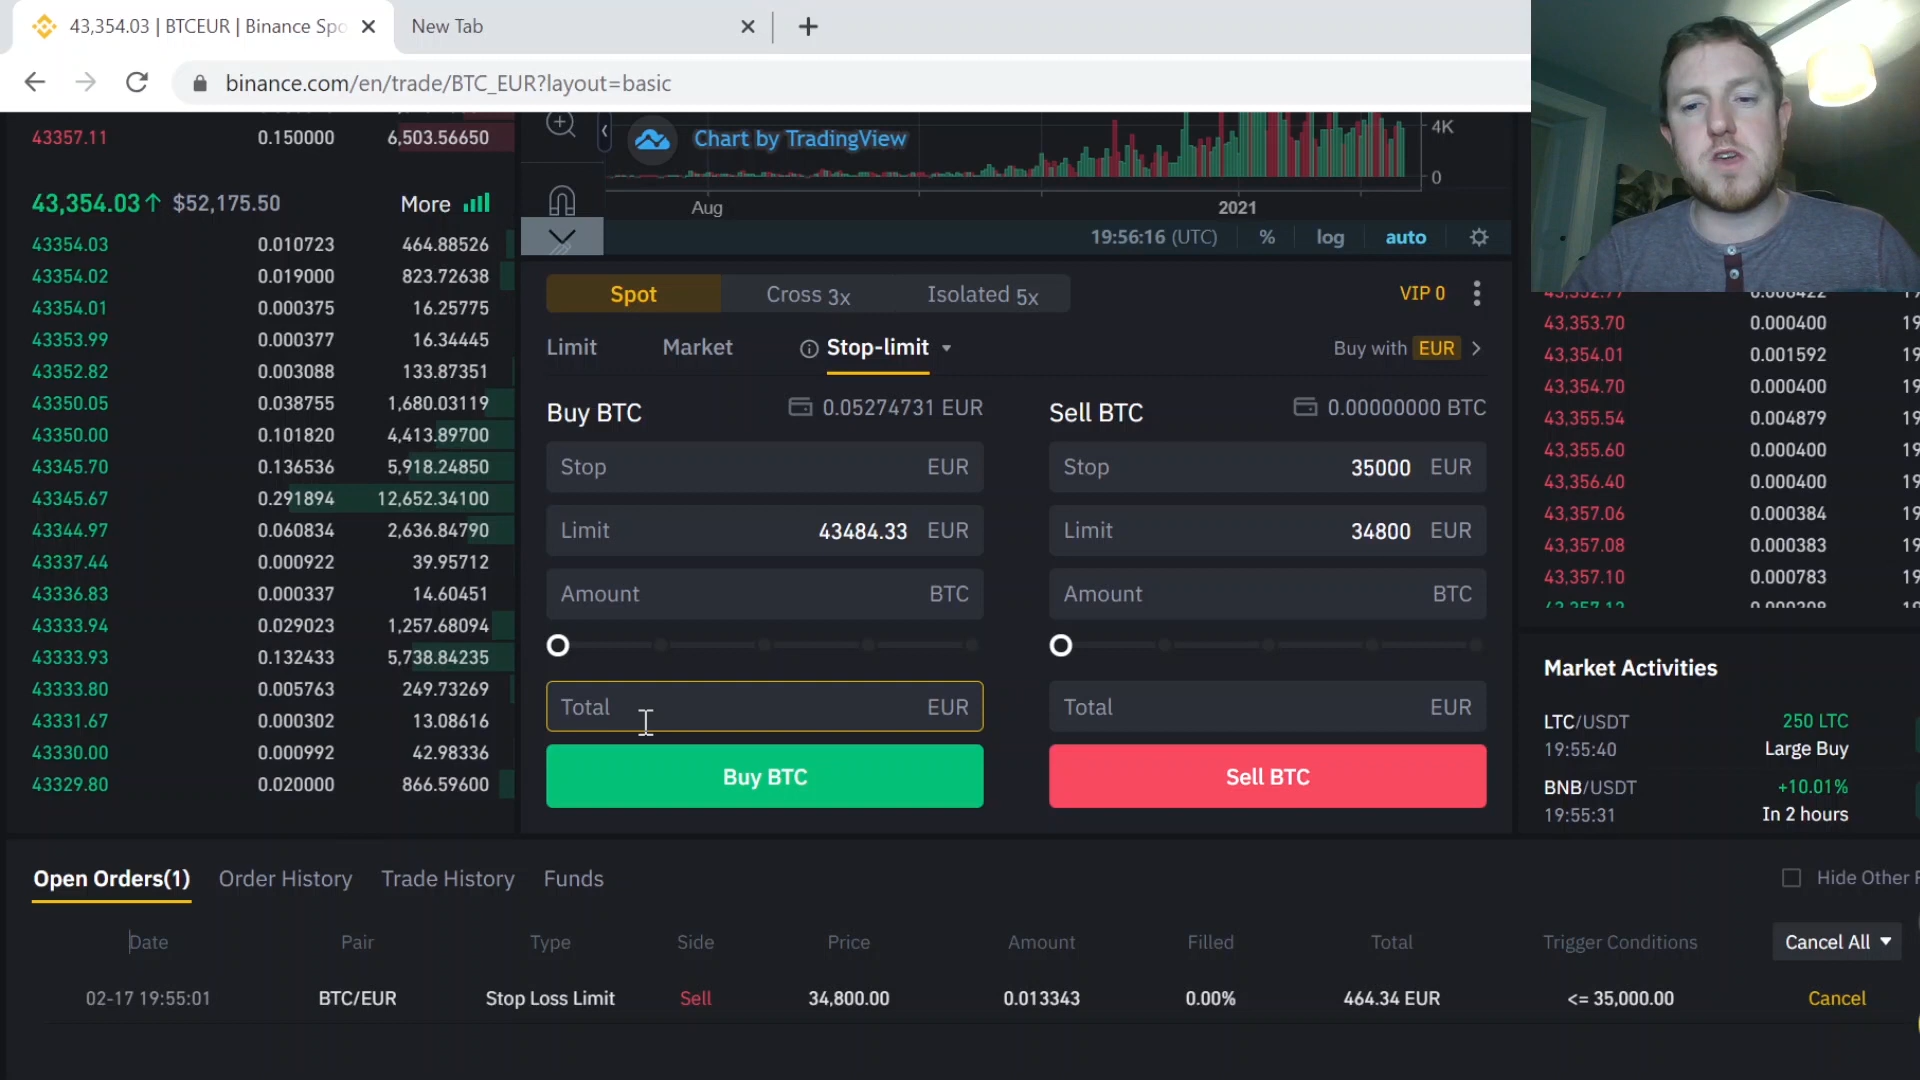 43,354.03 | BTCEUR | Binance Spo
New Tab
binance.com/en/trade/BTC_EUR?layout=basic
43357.11 0.150000 6,503.56650
43,354.03↑ $52,175.50 More
43354.03 0.010723 464.88526
43354.02 0.019000 823.72638
43354.01 0.000375 16.25775
43353.99 0.000377 16.34445
43352.82 0.003088 133.87351
43350.05 0.038755 1,680.03119
43350.00 0.101820 4,413.89700
43345.70 0.136536 5,918.24850
43345.67 0.291894 12,652.34100
43344.97 0.060834 2,636.84790
43337.44 0.000922 39.95712
43336.83 0.000337 14.60451
43333.94 0.029023 1,257.68094
43333.93 0.132433 5,738.84235
43333.80 0.005763 249.73269
43331.67 0.000302 13.08616
43330.00 0.000992 42.98336
43329.80 0.020000 866.59600
Chart by TradingView
4K
0
Aug 2021
19:56:16 (UTC) % log auto
Spot Cross 3x Isolated 5x VIP 0
Limit Market Stop-limit Buy with EUR
Buy BTC 0.05274731 EUR
Stop EUR
Limit 43484.33 EUR
Amount BTC
Total EUR
Buy BTC
Sell BTC 0.00000000 BTC
Stop 35000 EUR
Limit 34800 EUR
Amount BTC
Total EUR
Sell BTC
43,353.70 0.000400 19
43,354.01 0.001592 19
43,354.70 0.000400 19
43,355.54 0.004879 19
43,355.60 0.000400 19
43,356.40 0.000400 19
43,357.06 0.000384 19
43,357.08 0.000383 19
43,357.10 0.000783 19
Market Activities
LTC/USDT 250 LTC
19:55:40 Large Buy
BNB/USDT +10.01%
19:55:31 In 2 hours
Open Orders(1) Order History Trade History Funds Hide Other
Date Pair Type Side Price Amount Filled Total Trigger Conditions Cancel All
02-17 19:55:01 BTC/EUR Stop Loss Limit Sell 34,800.00 0.013343 0.00% 464.34 EUR <= 35,000.00 Cancel